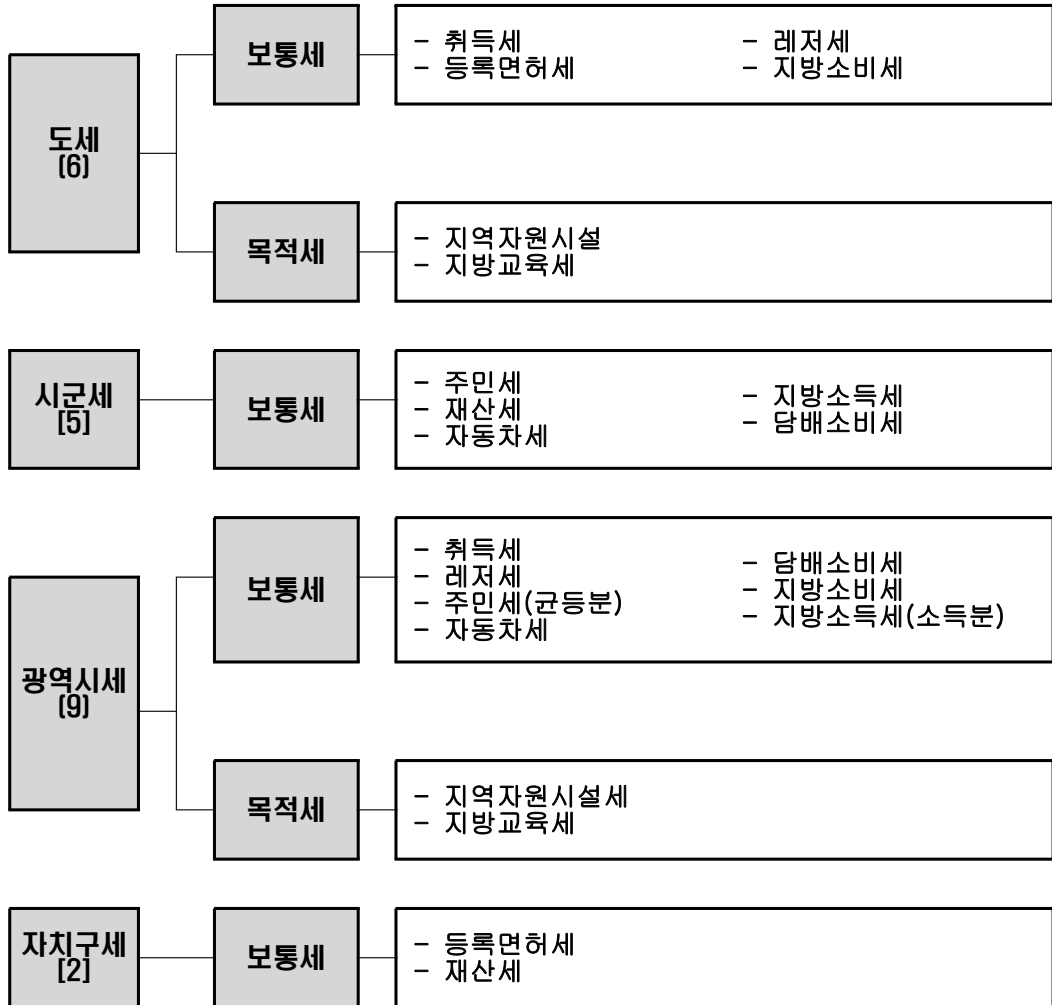 보통세
- 취득세
- 등록면허세
- 레저세
- 지방소비세
도세
(6)
목적세
- 지역자원시설
- 지방교육세
시군세
[5]
보통세
- 주민세
- 재산세
- 자동차세
- 지방소득세
- 담배소비세
보통세
- 취득세
- 레저세
- 주민세(균등분)
- 자동차세
- 담배소비세
- 지방소비세
- 지방소득세(소득분)
광역시세
(9)
목적세
- 지역자원시설세
- 지방교육세
자치구세
[2]
보통세
- 등록면허세
- 재산세